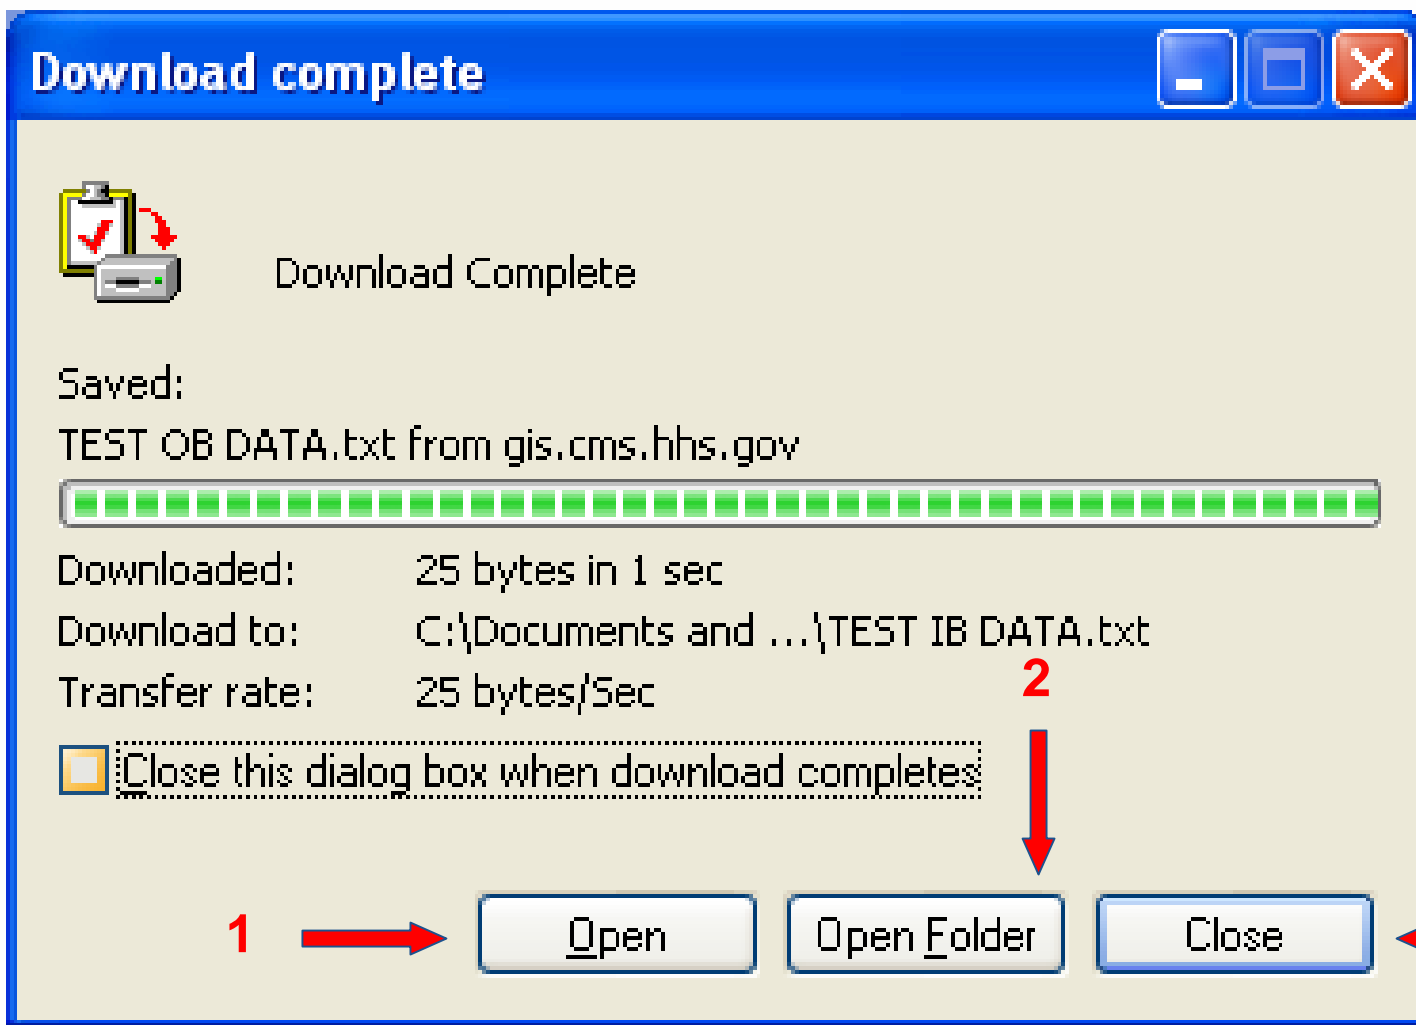 Download complete
Download Complete
Saved:
TEST OB DATA.txt from gis.cms.hhs.gov
Downloaded: 25 bytes in 1 sec
Download to: C:\Documents and ...\TEST IB DATA.txt
Transfer rate: 25 bytes/Sec
2
Close this dialog box when download completes
1 Open Open Folder Close